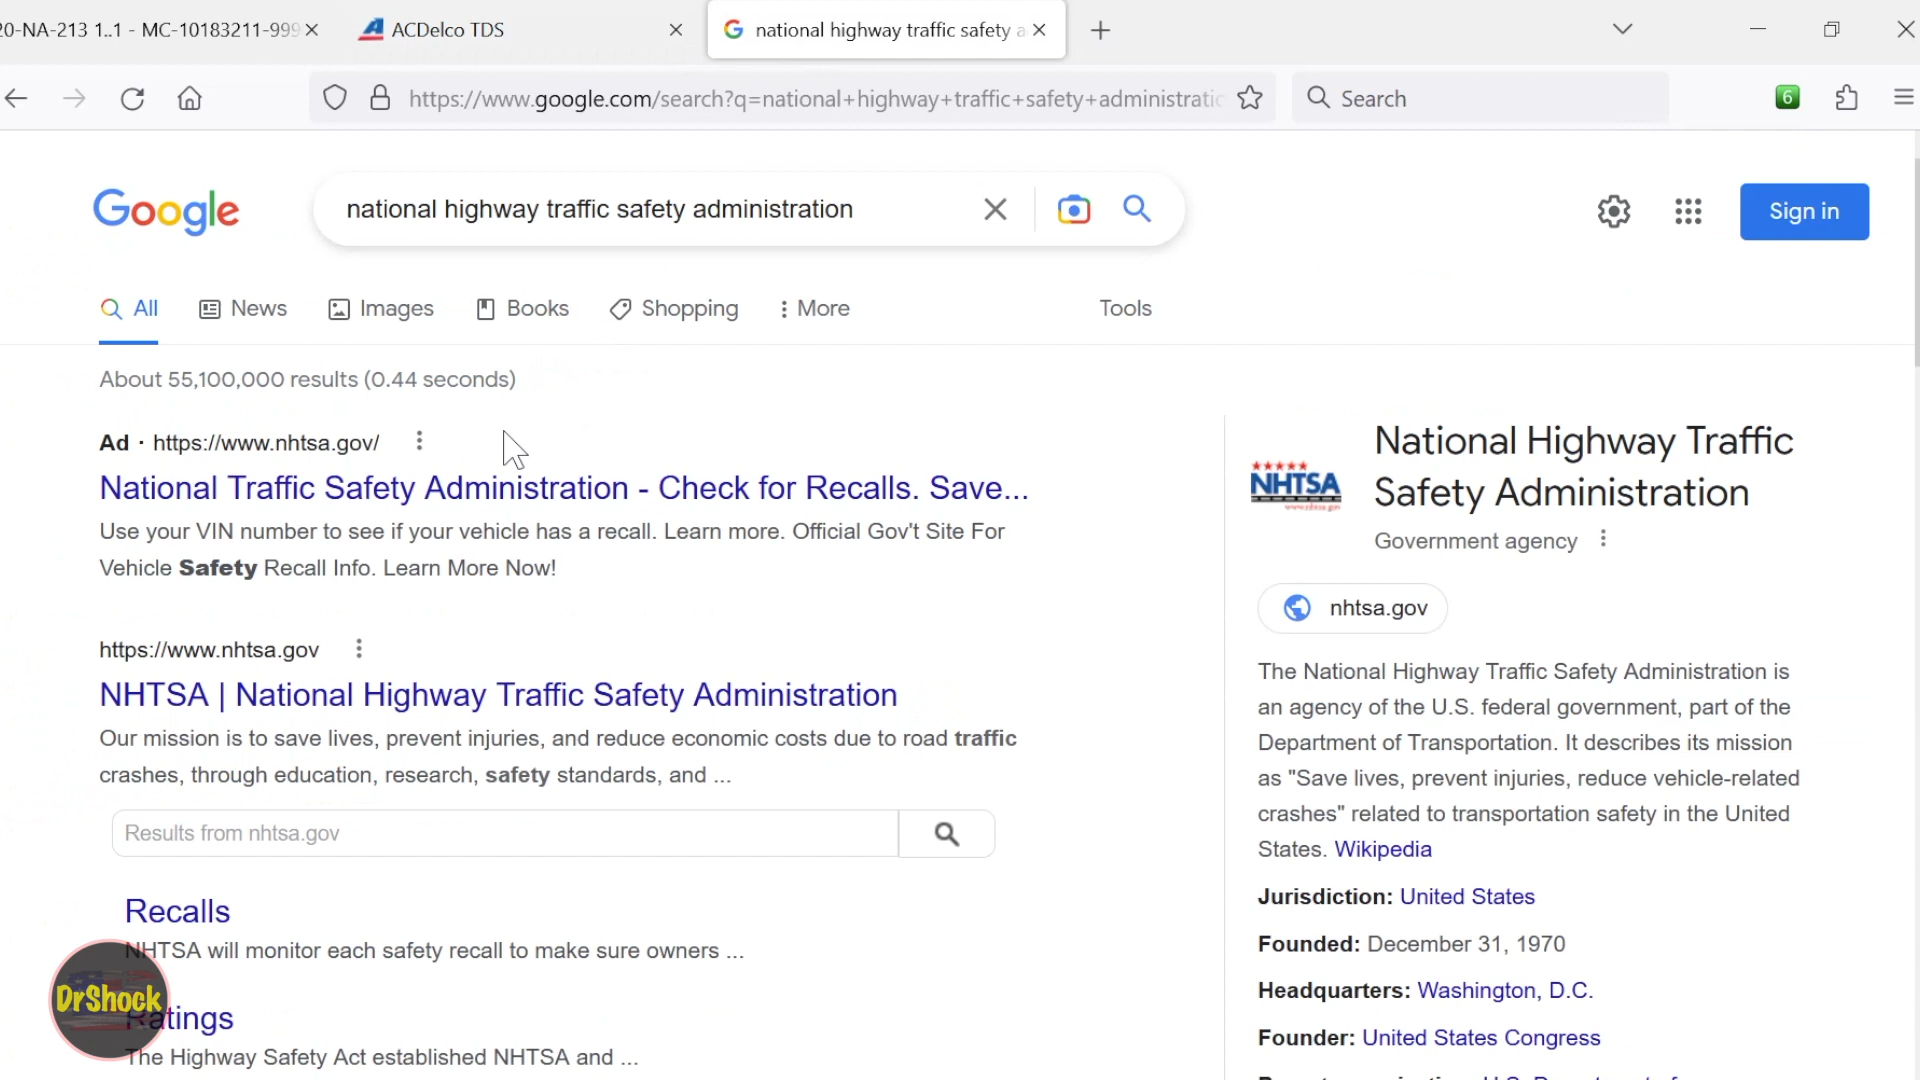 20-NA-213 1..1 - MC-10183211-999
ACDelco TDS
national highway traffic safety a
https://www.google.com/search?q=national+highway+traffic+safety+administratic
Search
6
Google
national highway traffic safety administration
Sign in
All
News
Images
Books
Shopping
More
Tools
About 55,100,000 results (0.44 seconds)
Ad · https://www.nhtsa.gov/
National Traffic Safety Administration - Check for Recalls. Save...
Use your VIN number to see if your vehicle has a recall. Learn more. Official Gov't Site For
Vehicle Safety Recall Info. Learn More Now!
https://www.nhtsa.gov
NHTSA | National Highway Traffic Safety Administration
Our mission is to save lives, prevent injuries, and reduce economic costs due to road traffic
crashes, through education, research, safety standards, and ...
Results from nhtsa.gov
Recalls
NHTSA will monitor each safety recall to make sure owners ...
Ratings
The Highway Safety Act established NHTSA and ...
DrShock
NHTSA
www.nhtsa.gov
National Highway Traffic
Safety Administration
Government agency
nhtsa.gov
The National Highway Traffic Safety Administration is
an agency of the U.S. federal government, part of the
Department of Transportation. It describes its mission
as "Save lives, prevent injuries, reduce vehicle-related
crashes" related to transportation safety in the United
States. Wikipedia
Jurisdiction: United States
Founded: December 31, 1970
Headquarters: Washington, D.C.
Founder: United States Congress